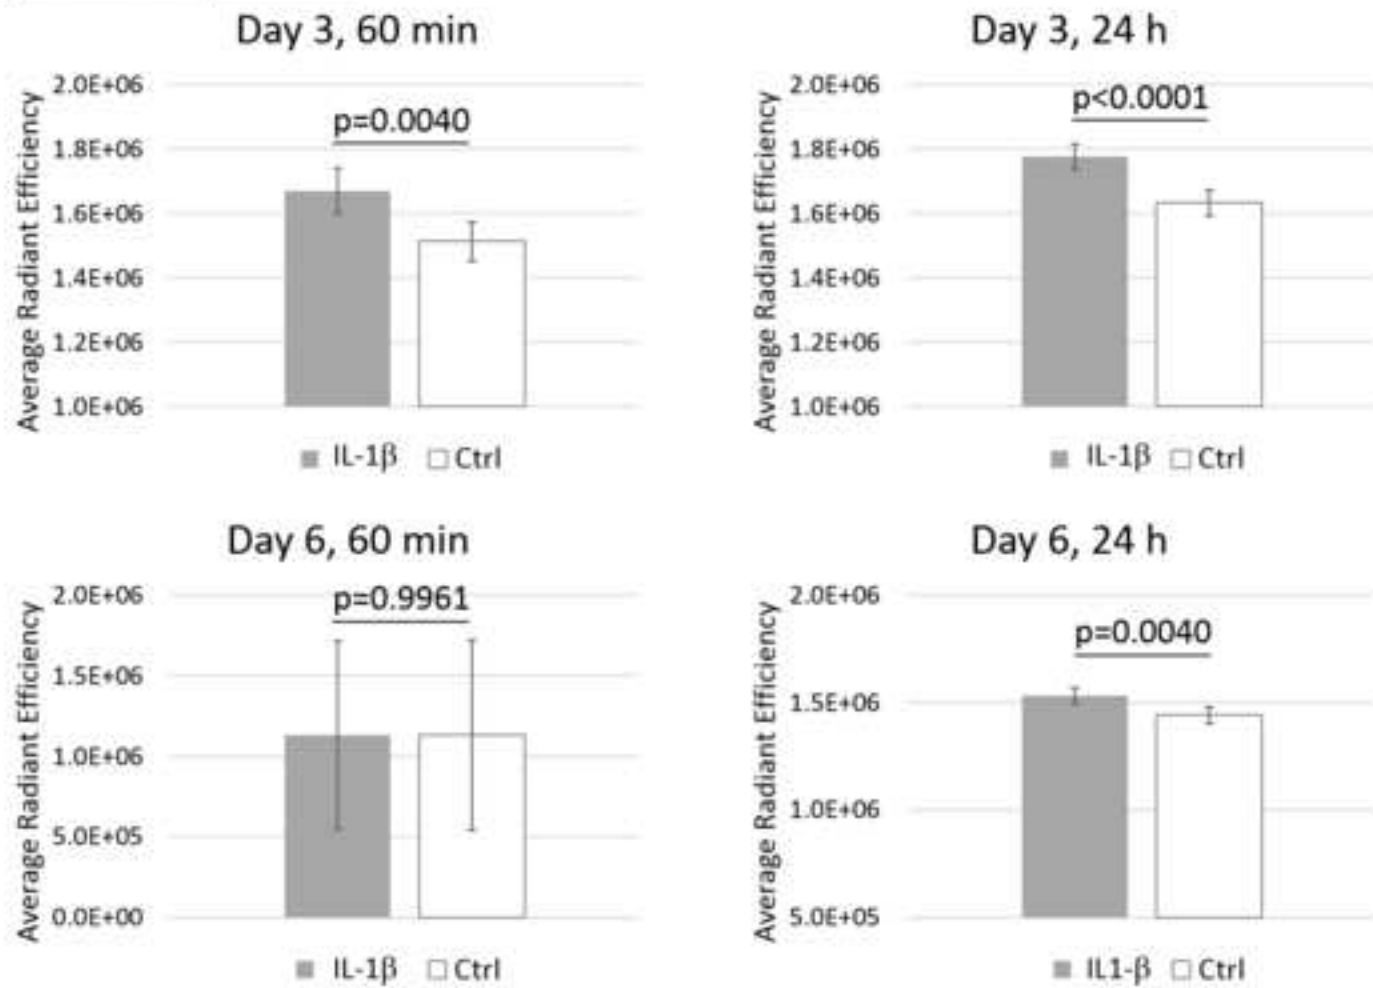 Day 3, 60 min
Average Radiant Efficiency
2.0E+06
1.8E+06
1.6E+06
1.4E+06
1.2E+06
1.0E+06
p=0.0040
IL-1β Ctrl
Day 3, 24 h
Average Radiant Efficiency
2.0E+06
1.8E+06
1.6E+06
1.4E+06
1.2E+06
1.0E+06
p<0.0001
IL-1β Ctrl
Day 6, 60 min
Average Radiant Efficiency
2.0E+06
1.5E+06
1.0E+06
5.0E+05
0.0E+00
p=0.9961
IL-1β Ctrl
Day 6, 24 h
Average Radiant Efficiency
2.0E+06
1.5E+06
1.0E+06
5.0E+05
p=0.0040
IL1-β Ctrl